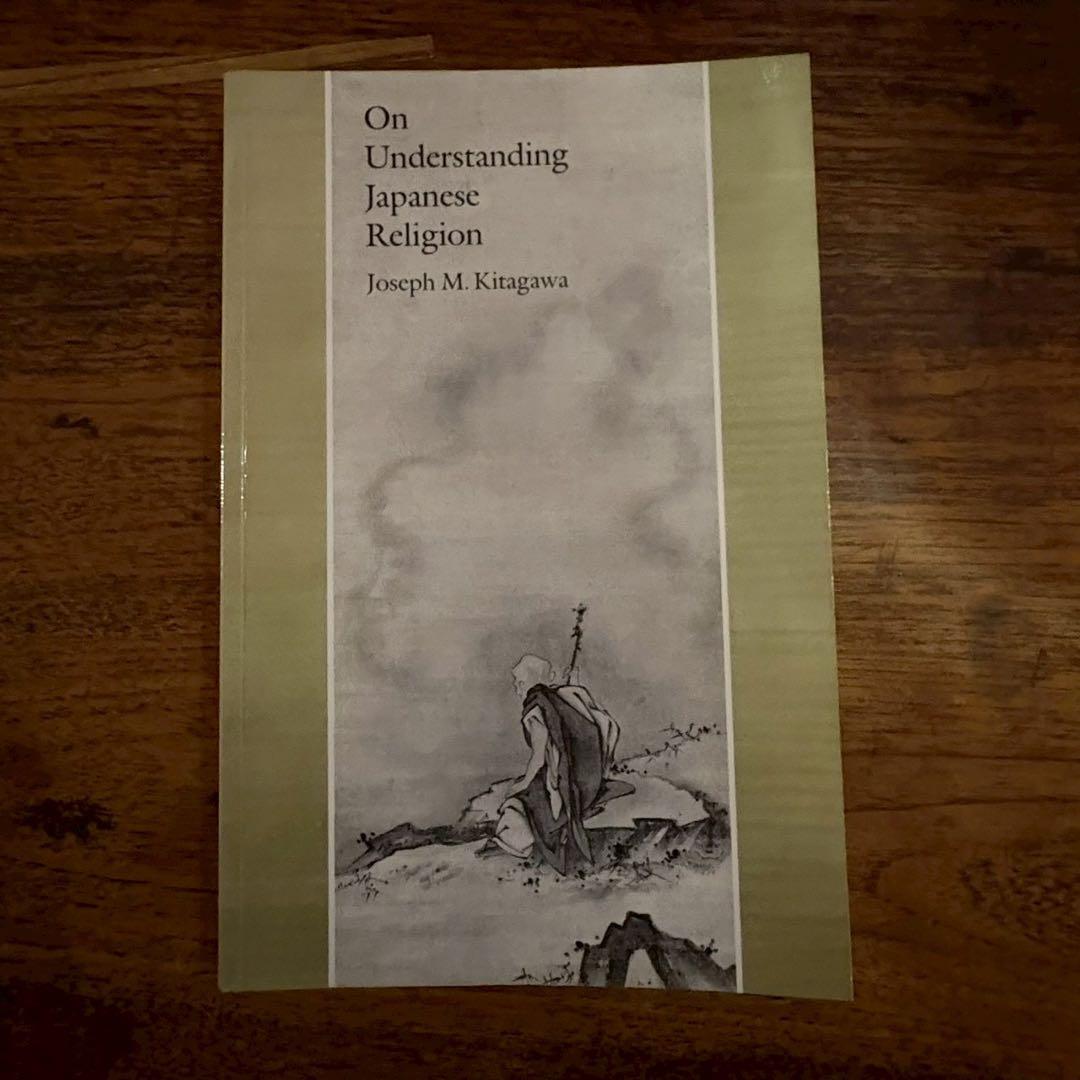 On
Understanding
Japanese
Religion
Joseph M. Kitagawa